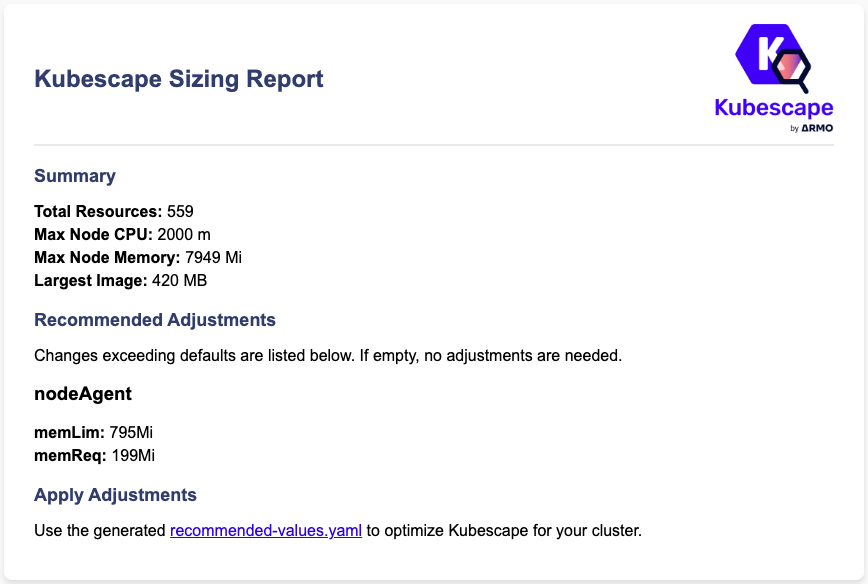 Kubescape Sizing Report
K
Kubescape
by ARMO
Summary
Total Resources: 559
Max Node CPU: 2000 m
Max Node Memory: 7949 Mi
Largest Image: 420 MB
Recommended Adjustments
Changes exceeding defaults are listed below. If empty, no adjustments are needed.
nodeAgent
memLim: 795Mi
memReq: 199Mi
Apply Adjustments
Use the generated recommended-values.yaml to optimize Kubescape for your cluster.